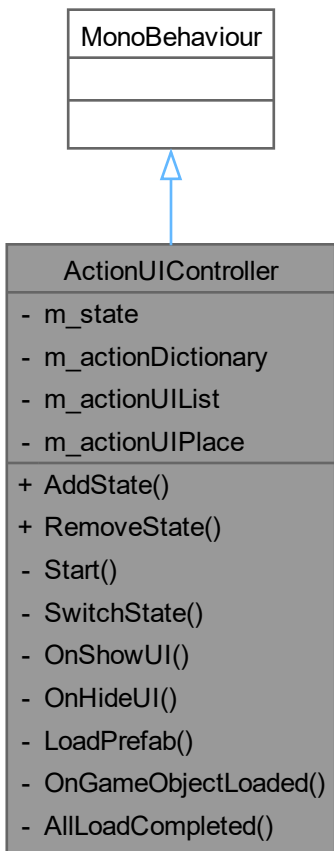 MonoBehaviour
ActionUIController
- m_state
- m_actionDictionary
- m_actionUIList
- m_actionUIPlace
+ AddState()
+ RemoveState()
- Start()
- SwitchState()
- OnShowUI()
- OnHideUI()
- LoadPrefab()
- OnGameObjectLoaded()
- AllLoadCompleted()